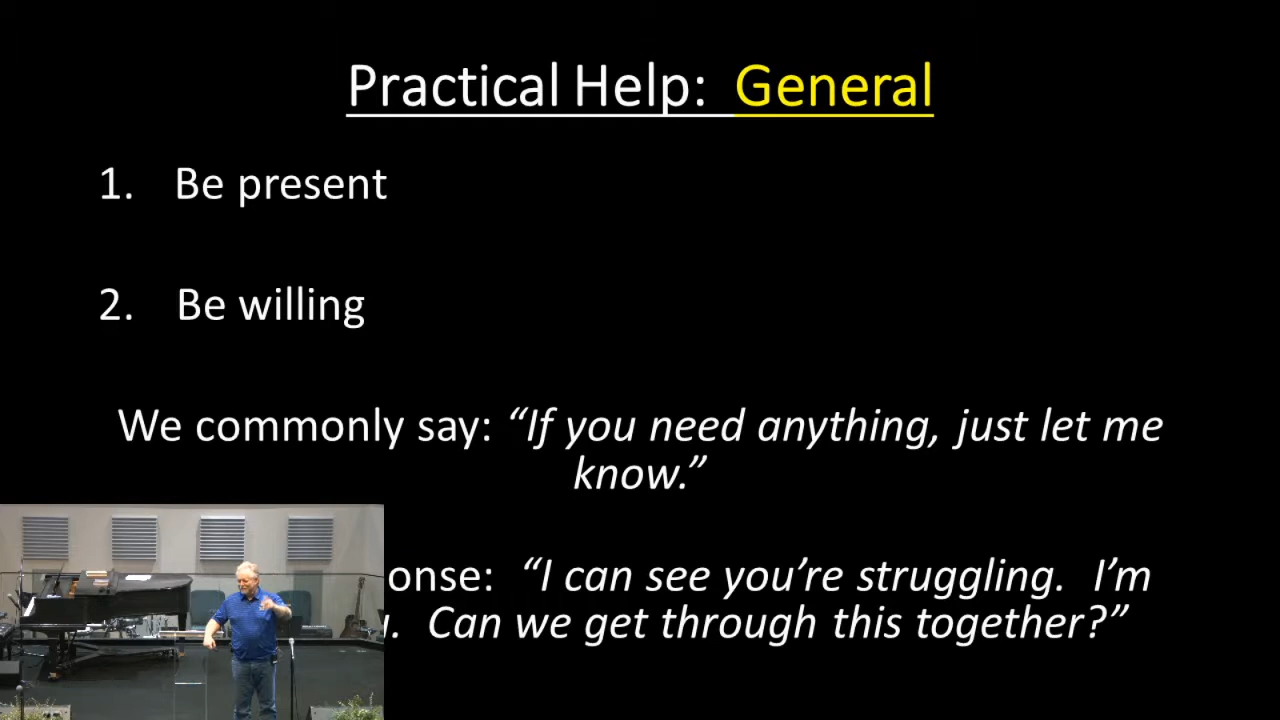 Practical Help: General
1. Be present
2. Be willing
We commonly say: “If you need anything, just let me
know.”
onse: “I can see you’re struggling. I’m
. Can we get through this together?”